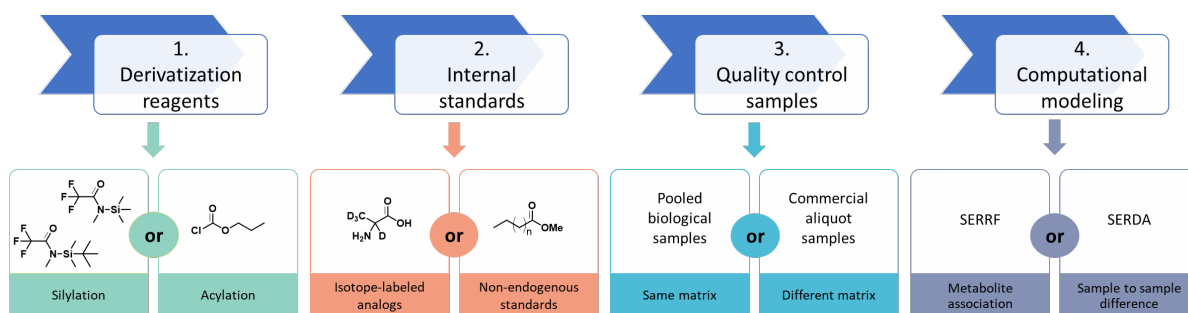 1.
Derivatization
reagents
2.
Internal
standards
3.
Quality control
samples
4.
Computational
modeling
F
O
F
F
N
Si
O
F
F
F
N
Si
or
O
Cl
O
Silylation
Acylation
O
D₃C
OH
H₂N
D
or
O
OMe
n
Isotope-labeled
analogs
Non-endogenous
standards
Pooled
biological
samples
or
Commercial
aliquot
samples
Same matrix
Different matrix
SERRF
or
SERDA
Metabolite
association
Sample to sample
difference